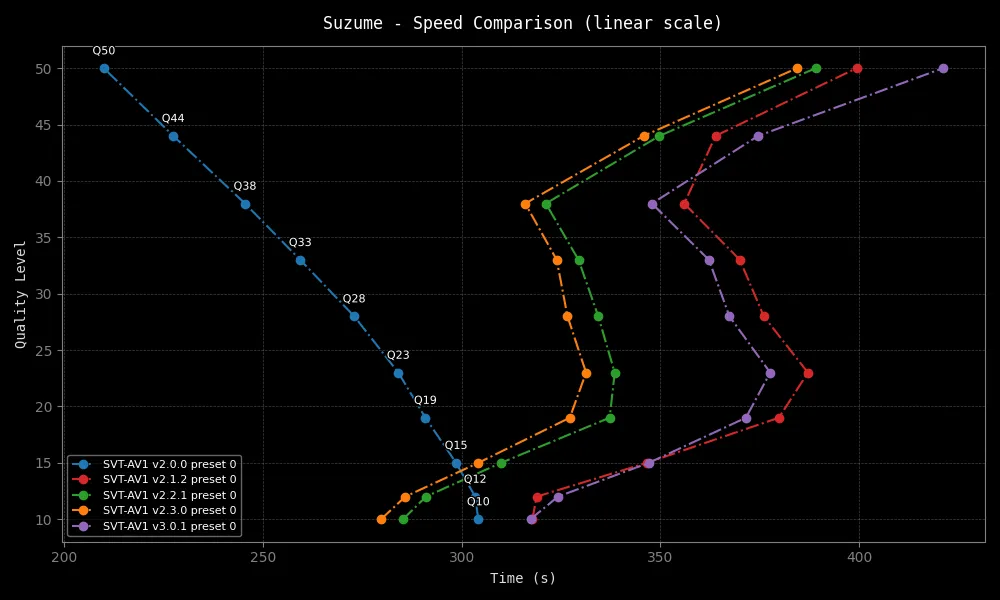 Suzume - Speed Comparison (linear scale)
Q50
50
Q44
45
Q38
40
35
Q33
30
Q28
25
Q23
20
Q19
Q15
15
Q12
Q10
10
Quality Level
SVT-AV1 v2.0.0 preset 0
SVT-AV1 v2.1.2 preset 0
SVT-AV1 v2.2.1 preset 0
SVT-AV1 v2.3.0 preset 0
SVT-AV1 v3.0.1 preset 0
200
250
300
350
400
Time (s)